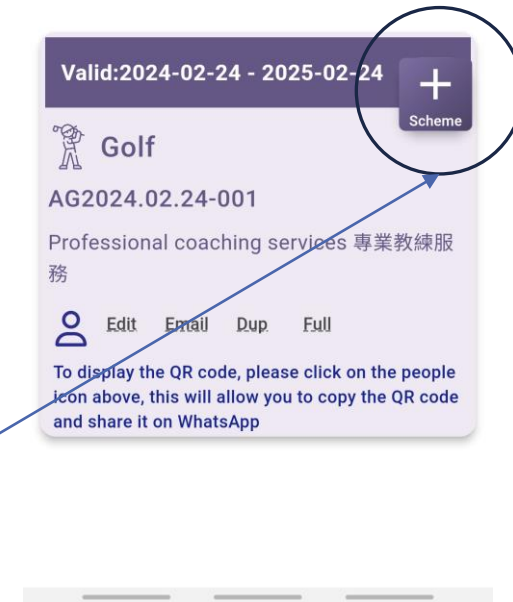 Valid:2024-02-24 - 2025-02-24
Scheme
Golf
AG2024.02.24-001
Professional coaching services 專業教練服
務
Edit Email Dup Full
To display the QR code, please click on the people
icon above, this will allow you to copy the QR code
and share it on WhatsApp